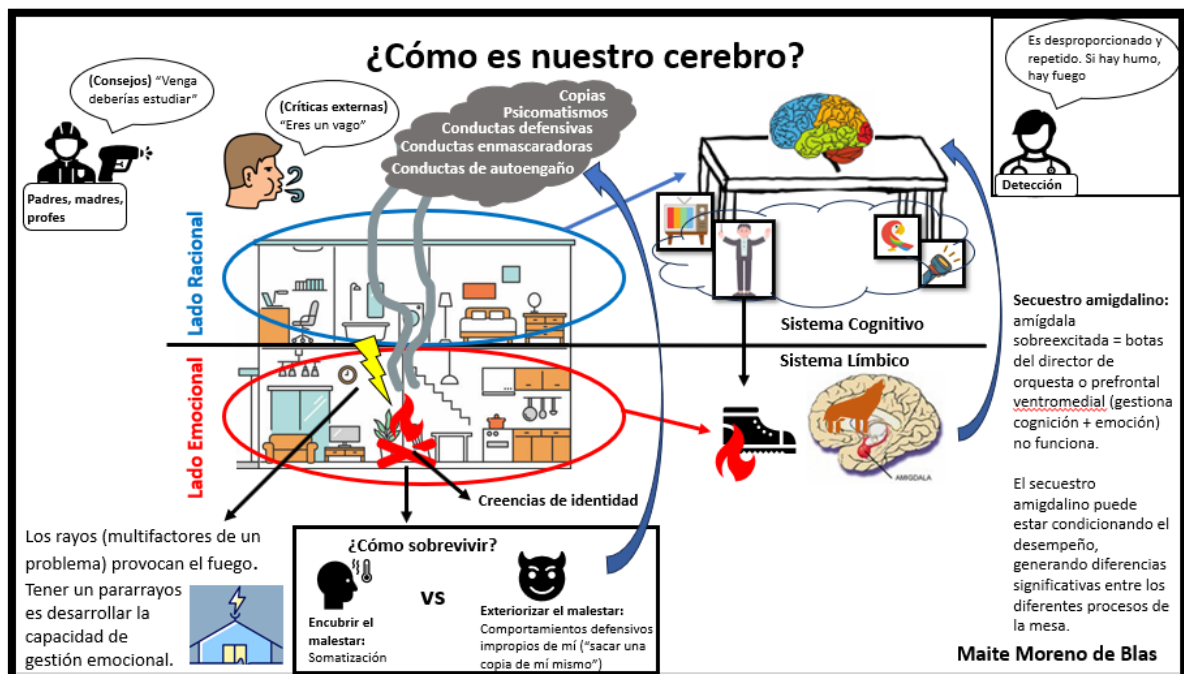 ¿Cómo es nuestro cerebro?
(Consejos) "Venga
deberías estudiar"
Padres, madres,
profes
(Críticas externas)
"Eres un vago"
Copias
Psicomatismos
Conductas defensivas
Conductas enmascaradoras
Conductas de autoengaño
Es desproporcionado y
repetido. Si hay humo,
hay fuego
Detección
Lado Racional
Lado Emocional
Sistema Cognitivo
Sistema Límbico
AMIGDALA
Creencias de identidad
Los rayos (multifactores de un
problema) provocan el fuego.
Tener un pararrayos
es desarrollar la
capacidad de
gestión emocional.
¿Cómo sobrevivir?
vs
Encubrir el
malestar:
Somatización
Exteriorizar el malestar:
Comportamientos defensivos
impropios de mí ("sacar una
copia de mí mismo")
Secuestro amigdalino:
amígdala
sobreexcitada = botas
del director de
orquesta o prefrontal
ventromedial (gestiona
cognición + emoción)
no funciona.
El secuestro
amigdalino puede
estar condicionando el
desempeño,
generando diferencias
significativas entre los
diferentes procesos de
la mesa.
Maite Moreno de Blas